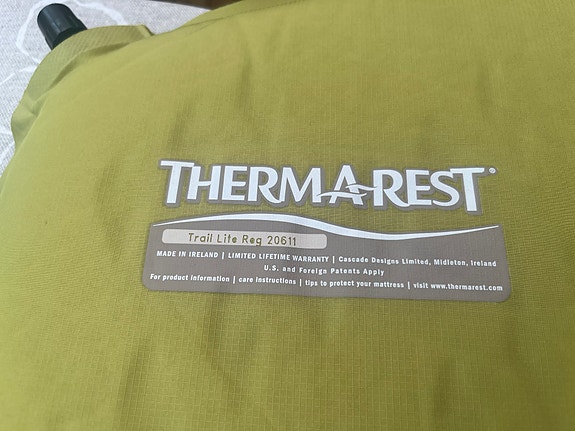 THERMAREST®
Trail Lite Reg 20611
MADE IN IRELAND | LIMITED LIFETIME WARRANTY | Cascade Designs Limited, Midleton, Ireland
U.S. and Foreign Patents Apply
For product information | care instructions | tips to protect your mattress | visit www.thermarest.com